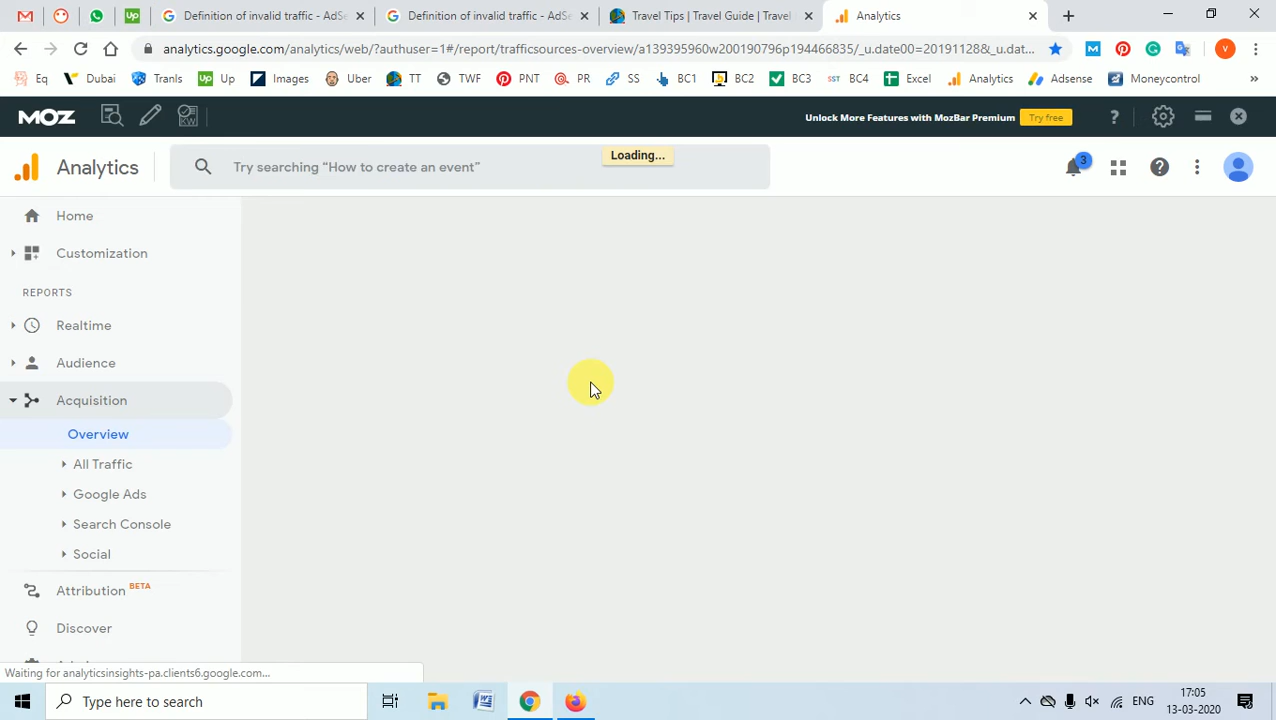 Definition of invalid traffic - AdSe
Definition of invalid traffic - AdSe
Travel Tips | Travel Guide | Travel
Analytics
analytics.google.com/analytics/web/?authuser=1#/report/trafficsources-overview/a139395960w200190796p194466835/_u.date00=20191128&_u.dat...
V
Eq
Dubai
Tranls
Up
Up
Images
Uber
TT
TWF
PNT
PR
SS
BC1
BC2
BC3
SST
BC4
Excel
Analytics
Adsense
Moneycontrol
»
MOZ
Unlock More Features with MozBar Premium
Try free
?
Analytics
Try searching “How to create an event”
Loading...
3
Home
Customization
REPORTS
Realtime
Audience
Acquisition
Overview
All Traffic
Google Ads
Search Console
Social
Attribution BETA
Discover
Waiting for analyticsinsights-pa.clients6.google.com...
Type here to search
ENG
17:05
13-03-2020